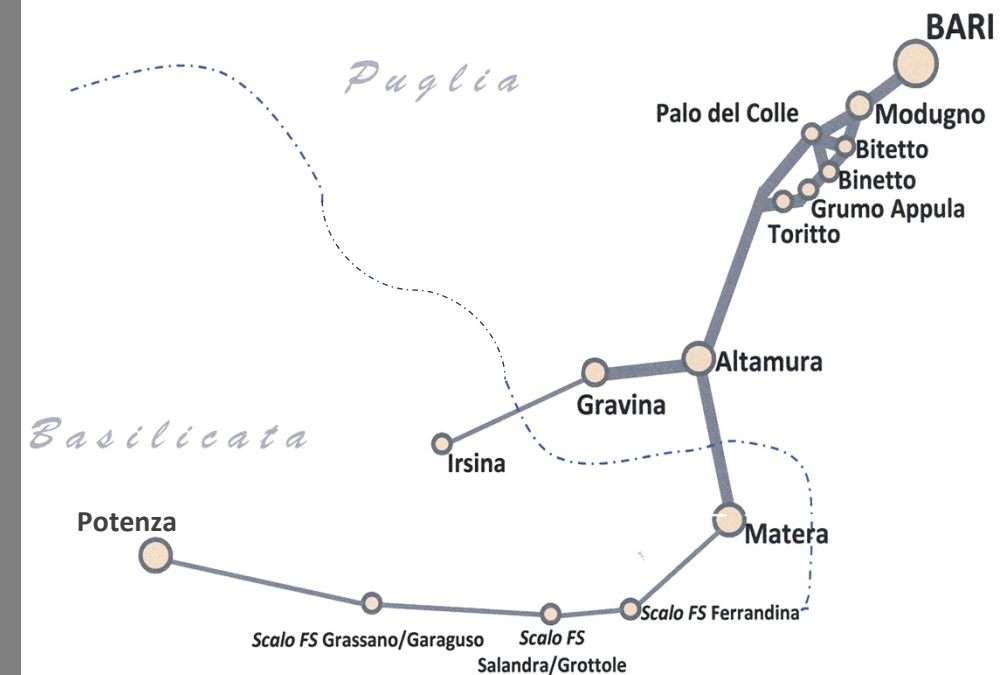 BARI
Puglia
Palo del Colle
Modugno
Bitetto
Binetto
Grumo Appula
Toritto
Altamura
Gravina
Basilicata
Irsina
Potenza
Matera
Scalo FS Ferrandina
Scalo FS Grassano/Garaguso
Scalo FS
Salandra/Grottole